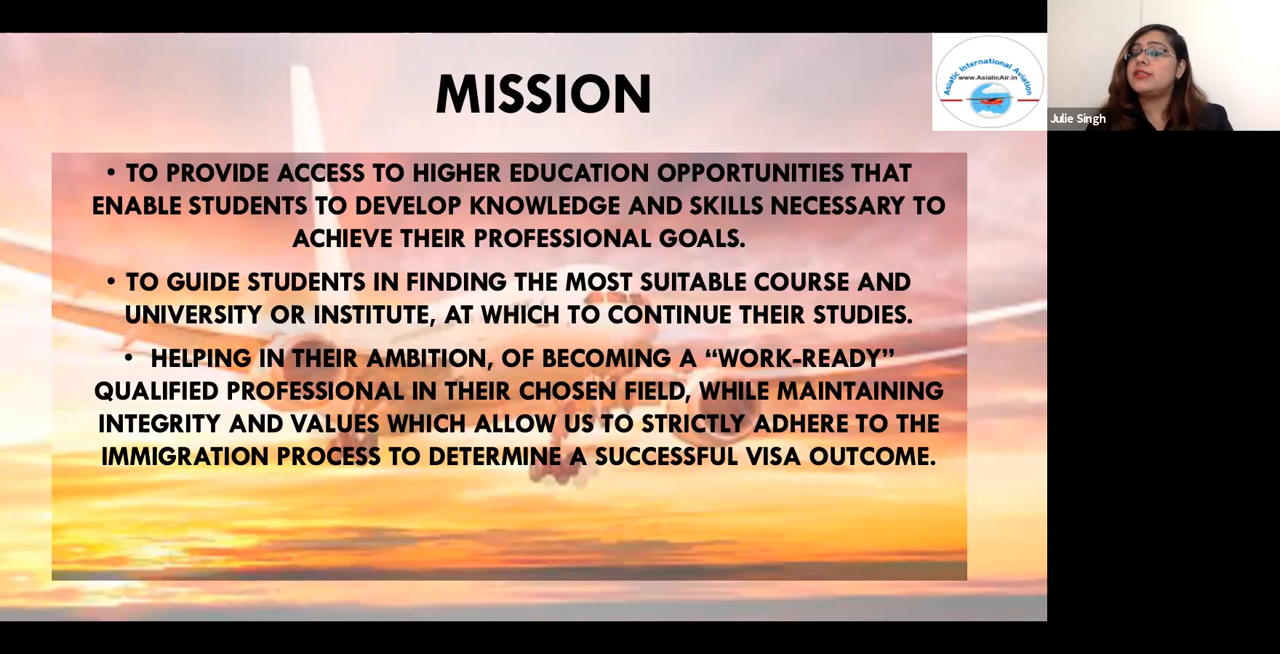 MISSION
Asiatic International Aviation
www.AsiaticAir.in
Julie Singh
• TO PROVIDE ACCESS TO HIGHER EDUCATION OPPORTUNITIES THAT
ENABLE STUDENTS TO DEVELOP KNOWLEDGE AND SKILLS NECESSARY TO
ACHIEVE THEIR PROFESSIONAL GOALS.
• TO GUIDE STUDENTS IN FINDING THE MOST SUITABLE COURSE AND
UNIVERSITY OR INSTITUTE, AT WHICH TO CONTINUE THEIR STUDIES.
• HELPING IN THEIR AMBITION, OF BECOMING A “WORK-READY”
QUALIFIED PROFESSIONAL IN THEIR CHOSEN FIELD, WHILE MAINTAINING
INTEGRITY AND VALUES WHICH ALLOW US TO STRICTLY ADHERE TO THE
IMMIGRATION PROCESS TO DETERMINE A SUCCESSFUL VISA OUTCOME.